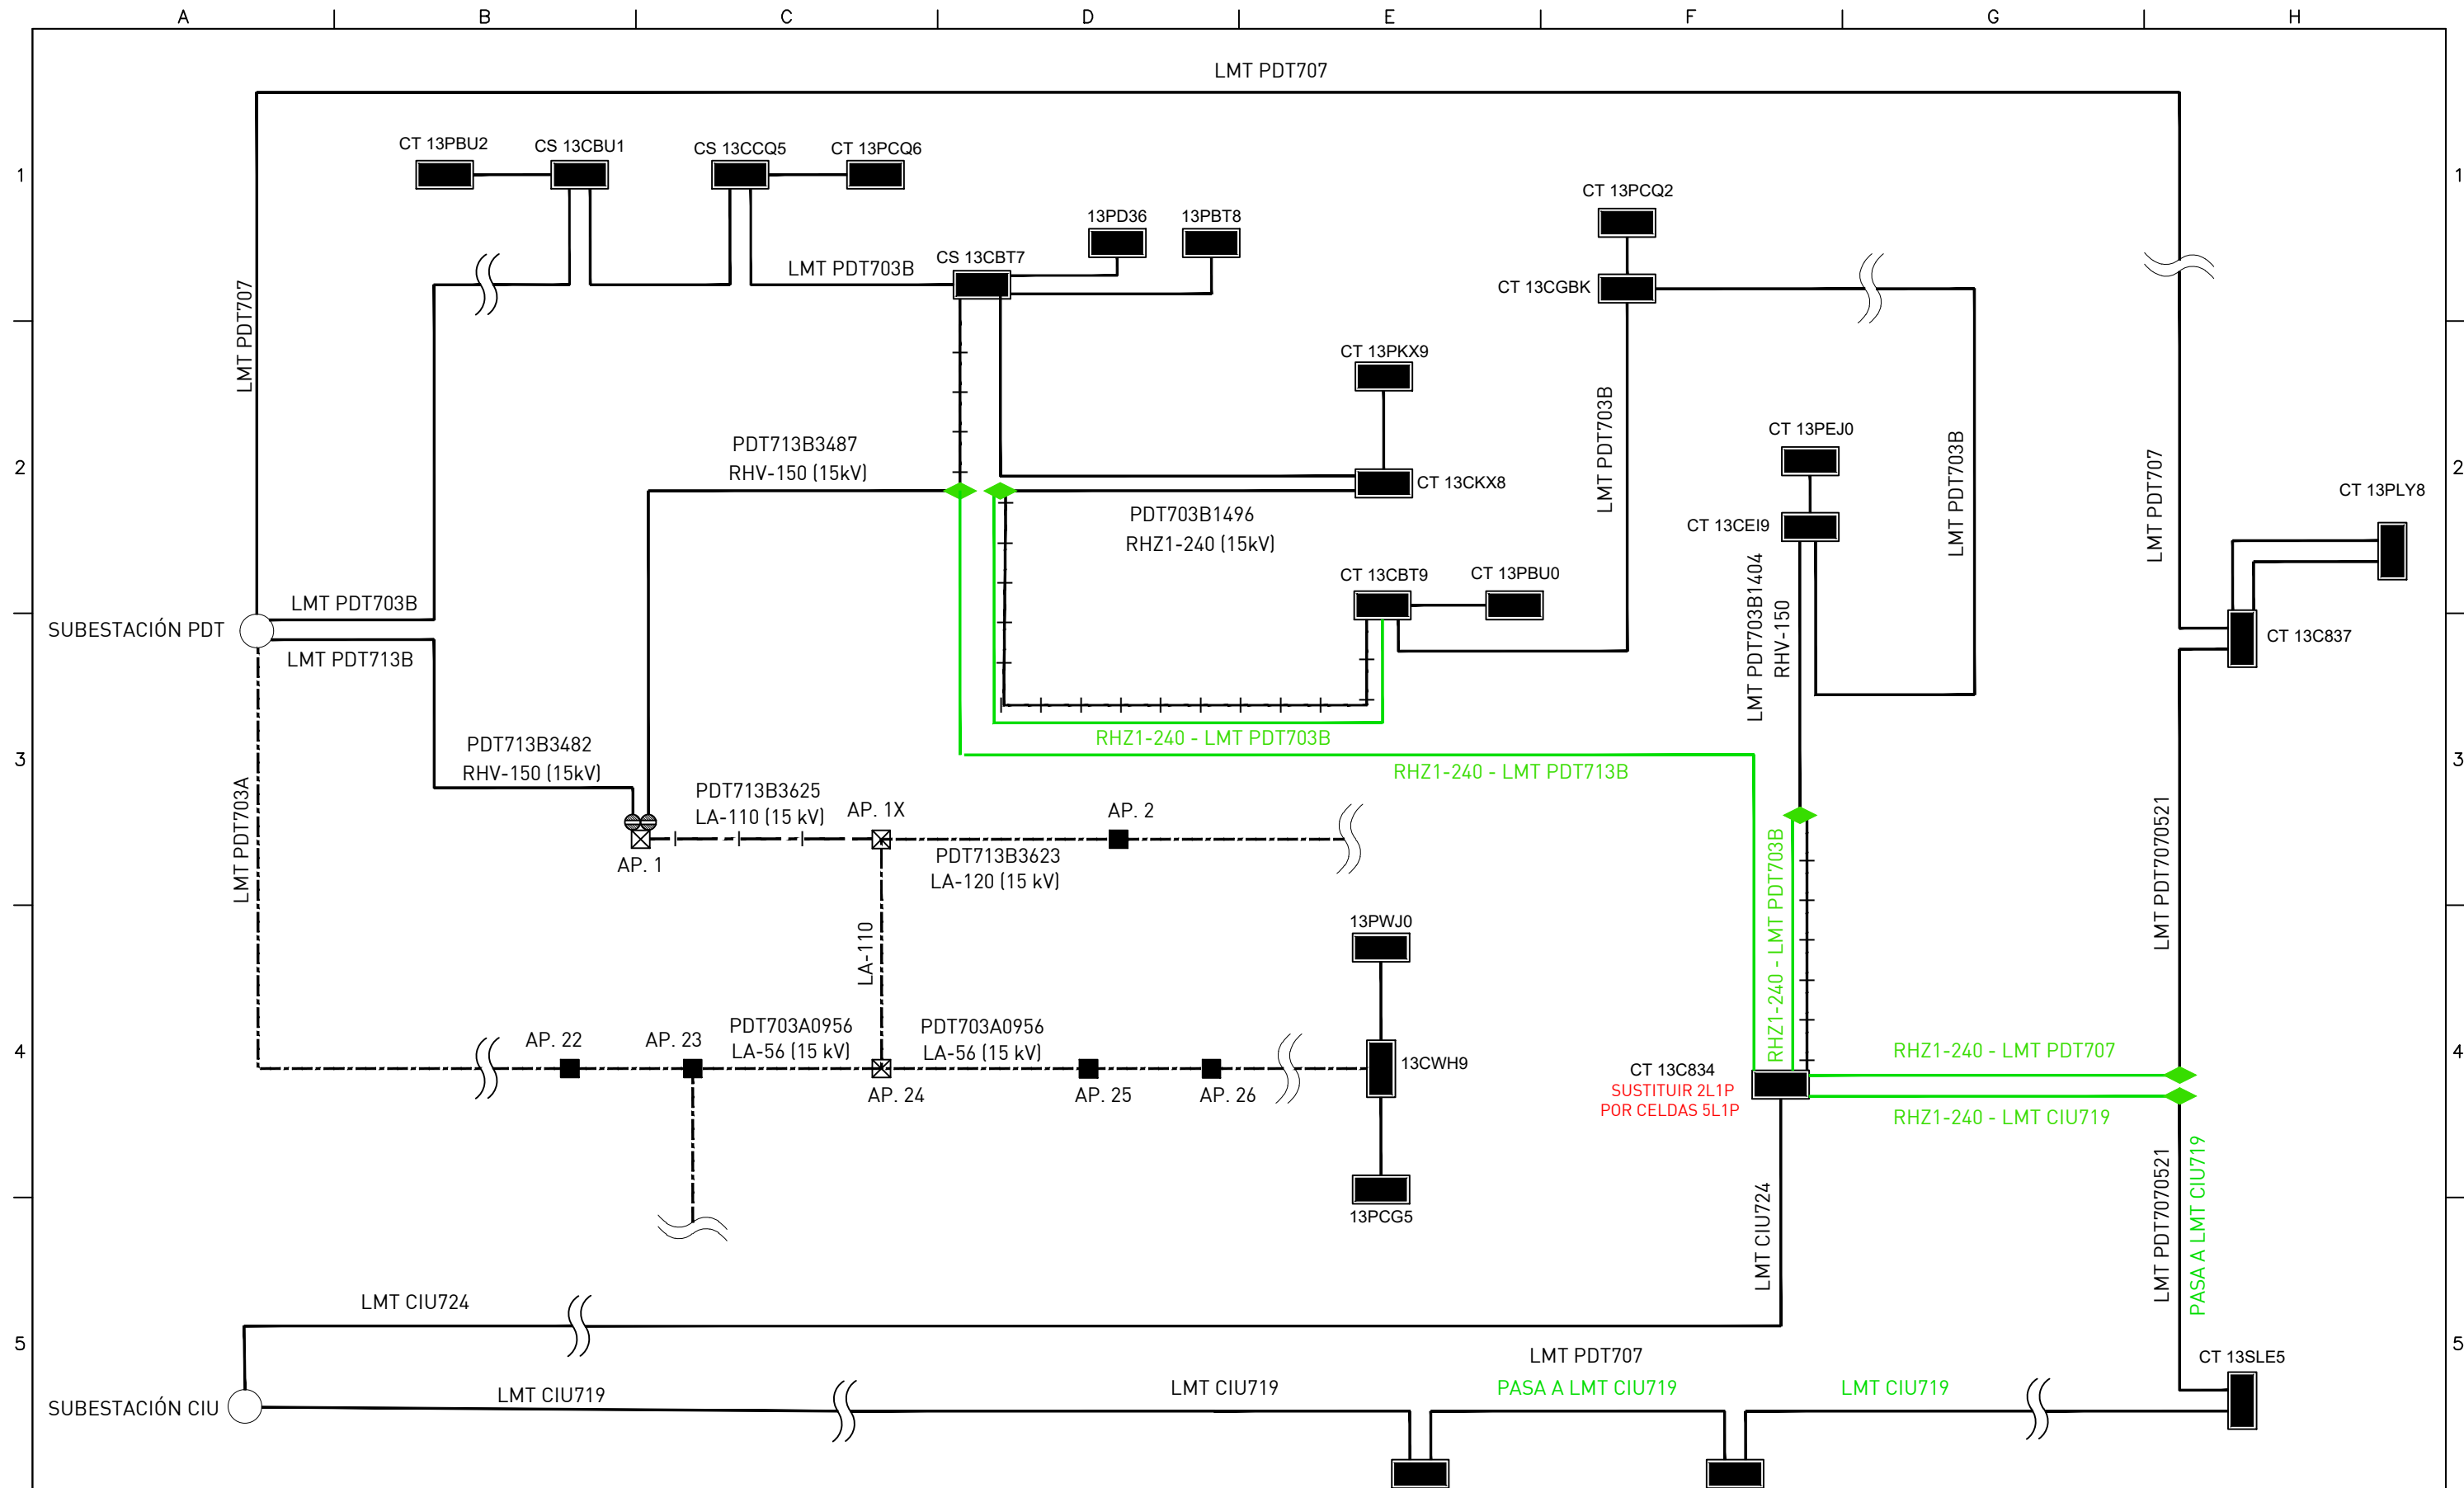 A B C D E F G H
LMT PDT707
CT 13PBU2
CS 13CBU1
CS 13CCQ5
CT 13PCQ6
1
1
CT 13PCQ2
13PD36
13PBT8
CS 13CBT7
LMT PDT703B
CT 13CGBK
LMT PDT707
CT 13PKX9
LMT PDT703B
CT 13PEJ0
PDT713B3487
RHV-150 (15kV)
LMT PDT703B
LMT PDT707
2
2
CT 13CKX8
CT 13PLY8
PDT703B1496
RHZ1-240 (15kV)
CT 13CEI9
LMT PDT703B1404
RHV-150
CT 13CBT9
CT 13PBU0
LMT PDT703B
SUBESTACIÓN PDT
LMT PDT713B
CT 13C837
RHZ1-240 - LMT PDT703B
PDT713B3482
RHV-150 (15kV)
3
3
RHZ1-240 - LMT PDT713B
LMT PDT703A
PDT713B3625
LA-110 (15 kV)
AP. 1X
AP. 2
AP. 1
PDT713B3623
LA-120 (15 kV)
LMT PDT7070521
RHZ1-240 - LMT PDT703B
LA-110
13PWJ0
AP. 22
AP. 23
PDT703A0956
LA-56 (15 kV)
PDT703A0956
LA-56 (15 kV)
4
4
RHZ1-240 - LMT PDT707
13CWH9
CT 13C834
SUSTITUIR 2L1P
POR CELDAS 5L1P
AP. 24
AP. 25
AP. 26
RHZ1-240 - LMT CIU719
LMT PDT7070521
PASA A LMT CIU719
13PCG5
LMT CIU724
LMT CIU724
5
5
LMT PDT707
CT 13SLE5
SUBESTACIÓN CIU
LMT CIU719
LMT CIU719
PASA A LMT CIU719
LMT CIU719